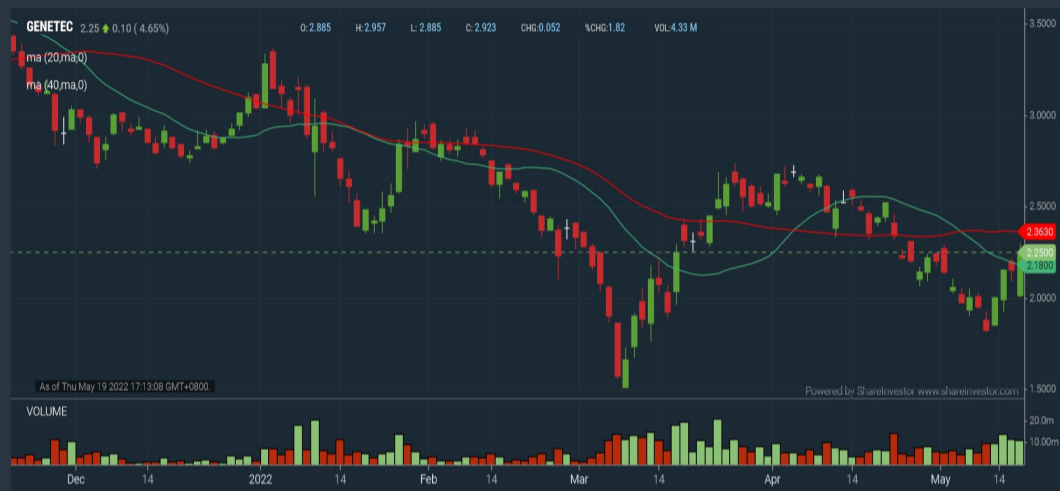 GENETEC 2.25 0.10 ( 4.65%) O: 2.885 H: 2.957 L: 2.885 C: 2.923 CHG:0.052 %CHG:1.82 VOL:4.33 M
3.5000
ma (20,ma,0)
ma (40,ma,0)
3.0000
2.5000
2.3630
2.2500
2.1800
2.0000
As of Thu May 19 2022 17:13:08 GMT+0800.
Powered by ShareInvestor www.shareinvestor.com
1.5000
VOLUME
20.0m
10.00m
Dec 14 2022 14 Feb 14 Mar 14 Apr 14 May 14